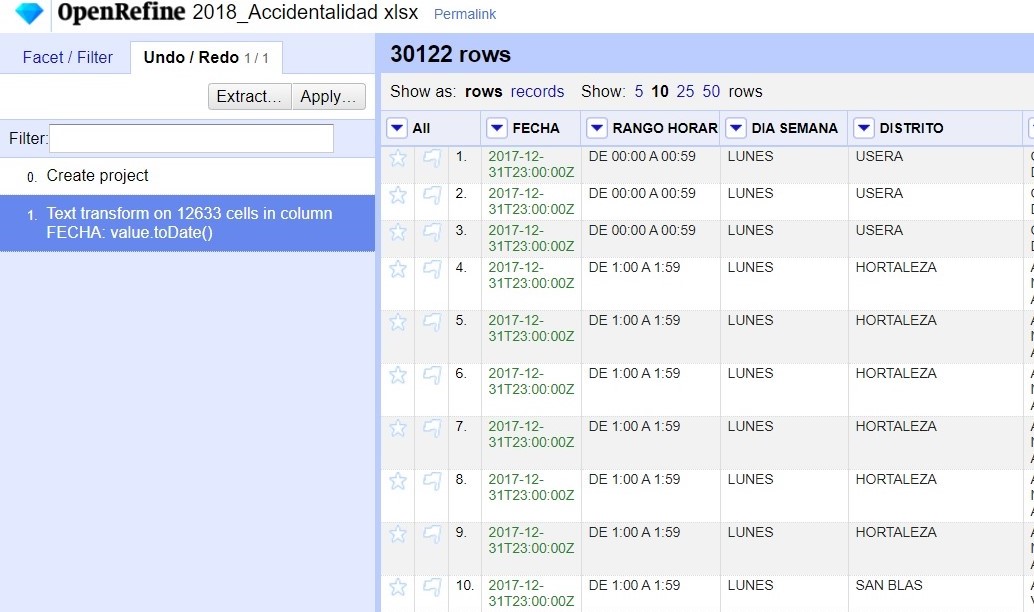 OpenRefine 2018_Accidentalidad xlsx Permalink
Facet / Filter Undo / Redo 1 / 1
Extract... Apply...
Filter:
0. Create project
1. Text transform on 12633 cells in column
FECHA: value.toDate()
30122 rows
Show as: rows records Show: 5 10 25 50 rows
All FECHA RANGO HORAR DIA SEMANA DISTRITO
1. 2017-12- DE 00:00 A 00:59 LUNES USERA
31T23:00:00Z
2. 2017-12- DE 00:00 A 00:59 LUNES USERA
31T23:00:00Z
3. 2017-12- DE 00:00 A 00:59 LUNES USERA
31T23:00:00Z
4. 2017-12- DE 1:00 A 1:59 LUNES HORTALEZA
31T23:00:00Z
5. 2017-12- DE 1:00 A 1:59 LUNES HORTALEZA
31T23:00:00Z
6. 2017-12- DE 1:00 A 1:59 LUNES HORTALEZA
31T23:00:00Z
7. 2017-12- DE 1:00 A 1:59 LUNES HORTALEZA
31T23:00:00Z
8. 2017-12- DE 1:00 A 1:59 LUNES HORTALEZA
31T23:00:00Z
9. 2017-12- DE 1:00 A 1:59 LUNES HORTALEZA
31T23:00:00Z
10. 2017-12- DE 1:00 A 1:59 LUNES SAN BLAS
31T23:00:00Z